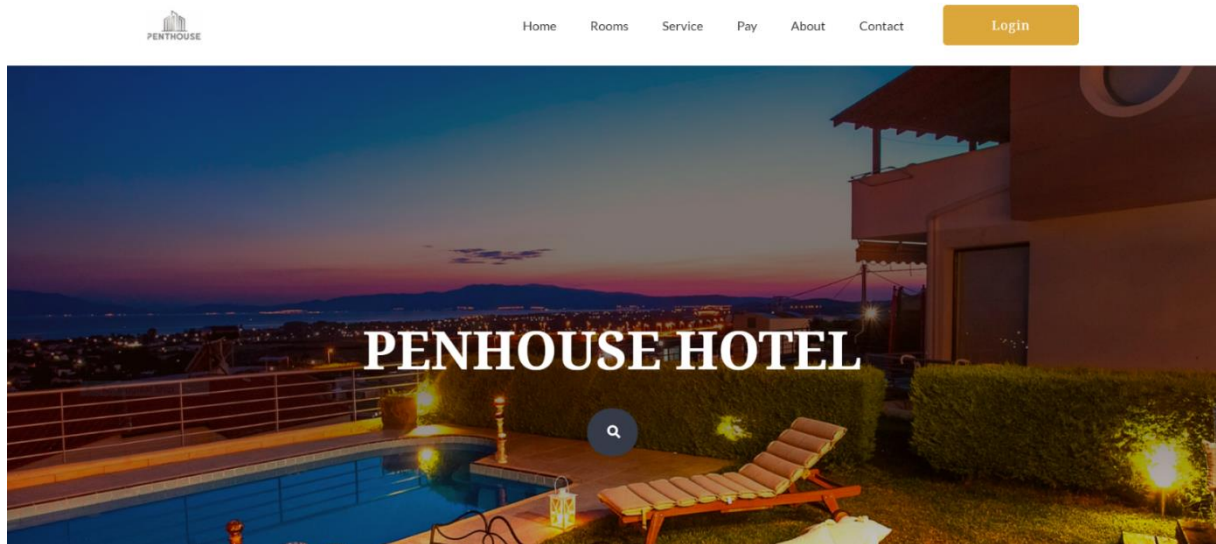 PENTHOUSE
Home Rooms Service Pay About Contact Login
PENHOUSE HOTEL